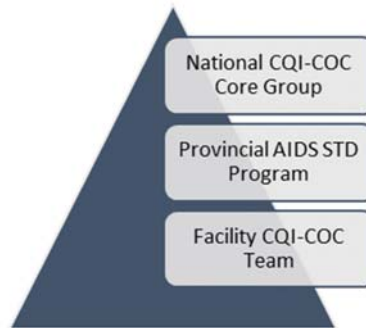 National CQI-COC
Core Group
Provincial AIDS STD
Program
Facility CQI-COC
Team